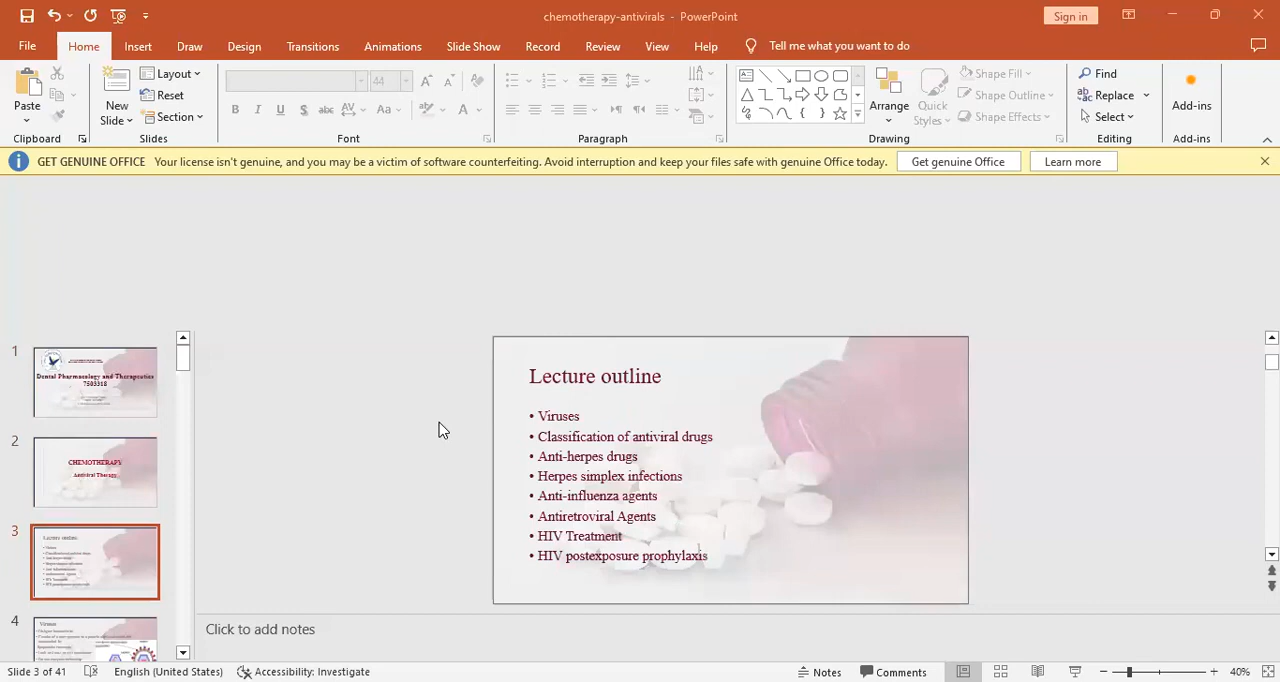 chemotherapy-antivirals - PowerPoint
Sign in
File
Home
Insert
Draw
Design
Transitions
Animations
Slide Show
Record
Review
View
Help
Tell me what you want to do
Paste
New Slide
Layout
Reset
Section
44
B I U S abc AV Aa A
Arrange
Quick Styles
Shape Fill
Shape Outline
Shape Effects
Find
Replace
Select
Add-ins
Clipboard
Slides
Font
Paragraph
Drawing
Editing
Add-ins
GET GENUINE OFFICE Your license isn't genuine, and you may be a victim of software counterfeiting. Avoid interruption and keep your files safe with genuine Office today.
Get genuine Office
Learn more
1
Dental Pharmacology and Therapeutics
7503318
2
CHEMOTHERAPY
Antiviral Therapy
3
Lecture outline
4
Viruses
Lecture outline
• Viruses
• Classification of antiviral drugs
• Anti-herpes drugs
• Herpes simplex infections
• Anti-influenza agents
• Antiretroviral Agents
• HIV Treatment
• HIV postexposure prophylaxis
Click to add notes
Slide 3 of 41
English (United States)
Accessibility: Investigate
Notes
Comments
40%